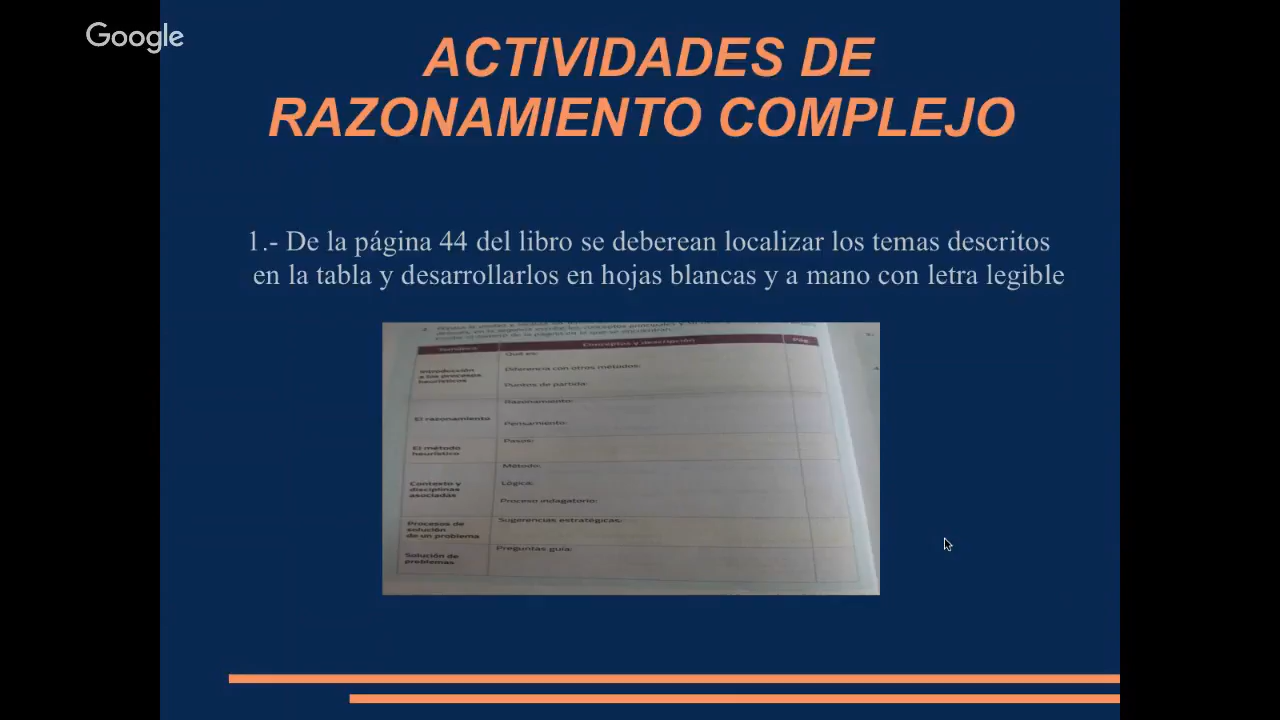 Google
ACTIVIDADES DE
RAZONAMIENTO COMPLEJO
1.- De la página 44 del libro se deberean localizar los temas descritos
en la tabla y desarrollarlos en hojas blancas y a mano con letra legible
Conceptos y descripción
Pág.
Introducción
a los procesos
heurísticos
Qué es:
Diferencia con otros métodos:
Puntos de partida:
El razonamiento
Razonamiento:
Pensamiento:
El método
heurístico
Pasos:
Contexto y
disciplinas
asociadas
Método:
Lógica:
Proceso indagatorio:
Procesos de
solución
de un problema
Sugerencias estratégicas:
Solución de
problemas
Preguntas guía: